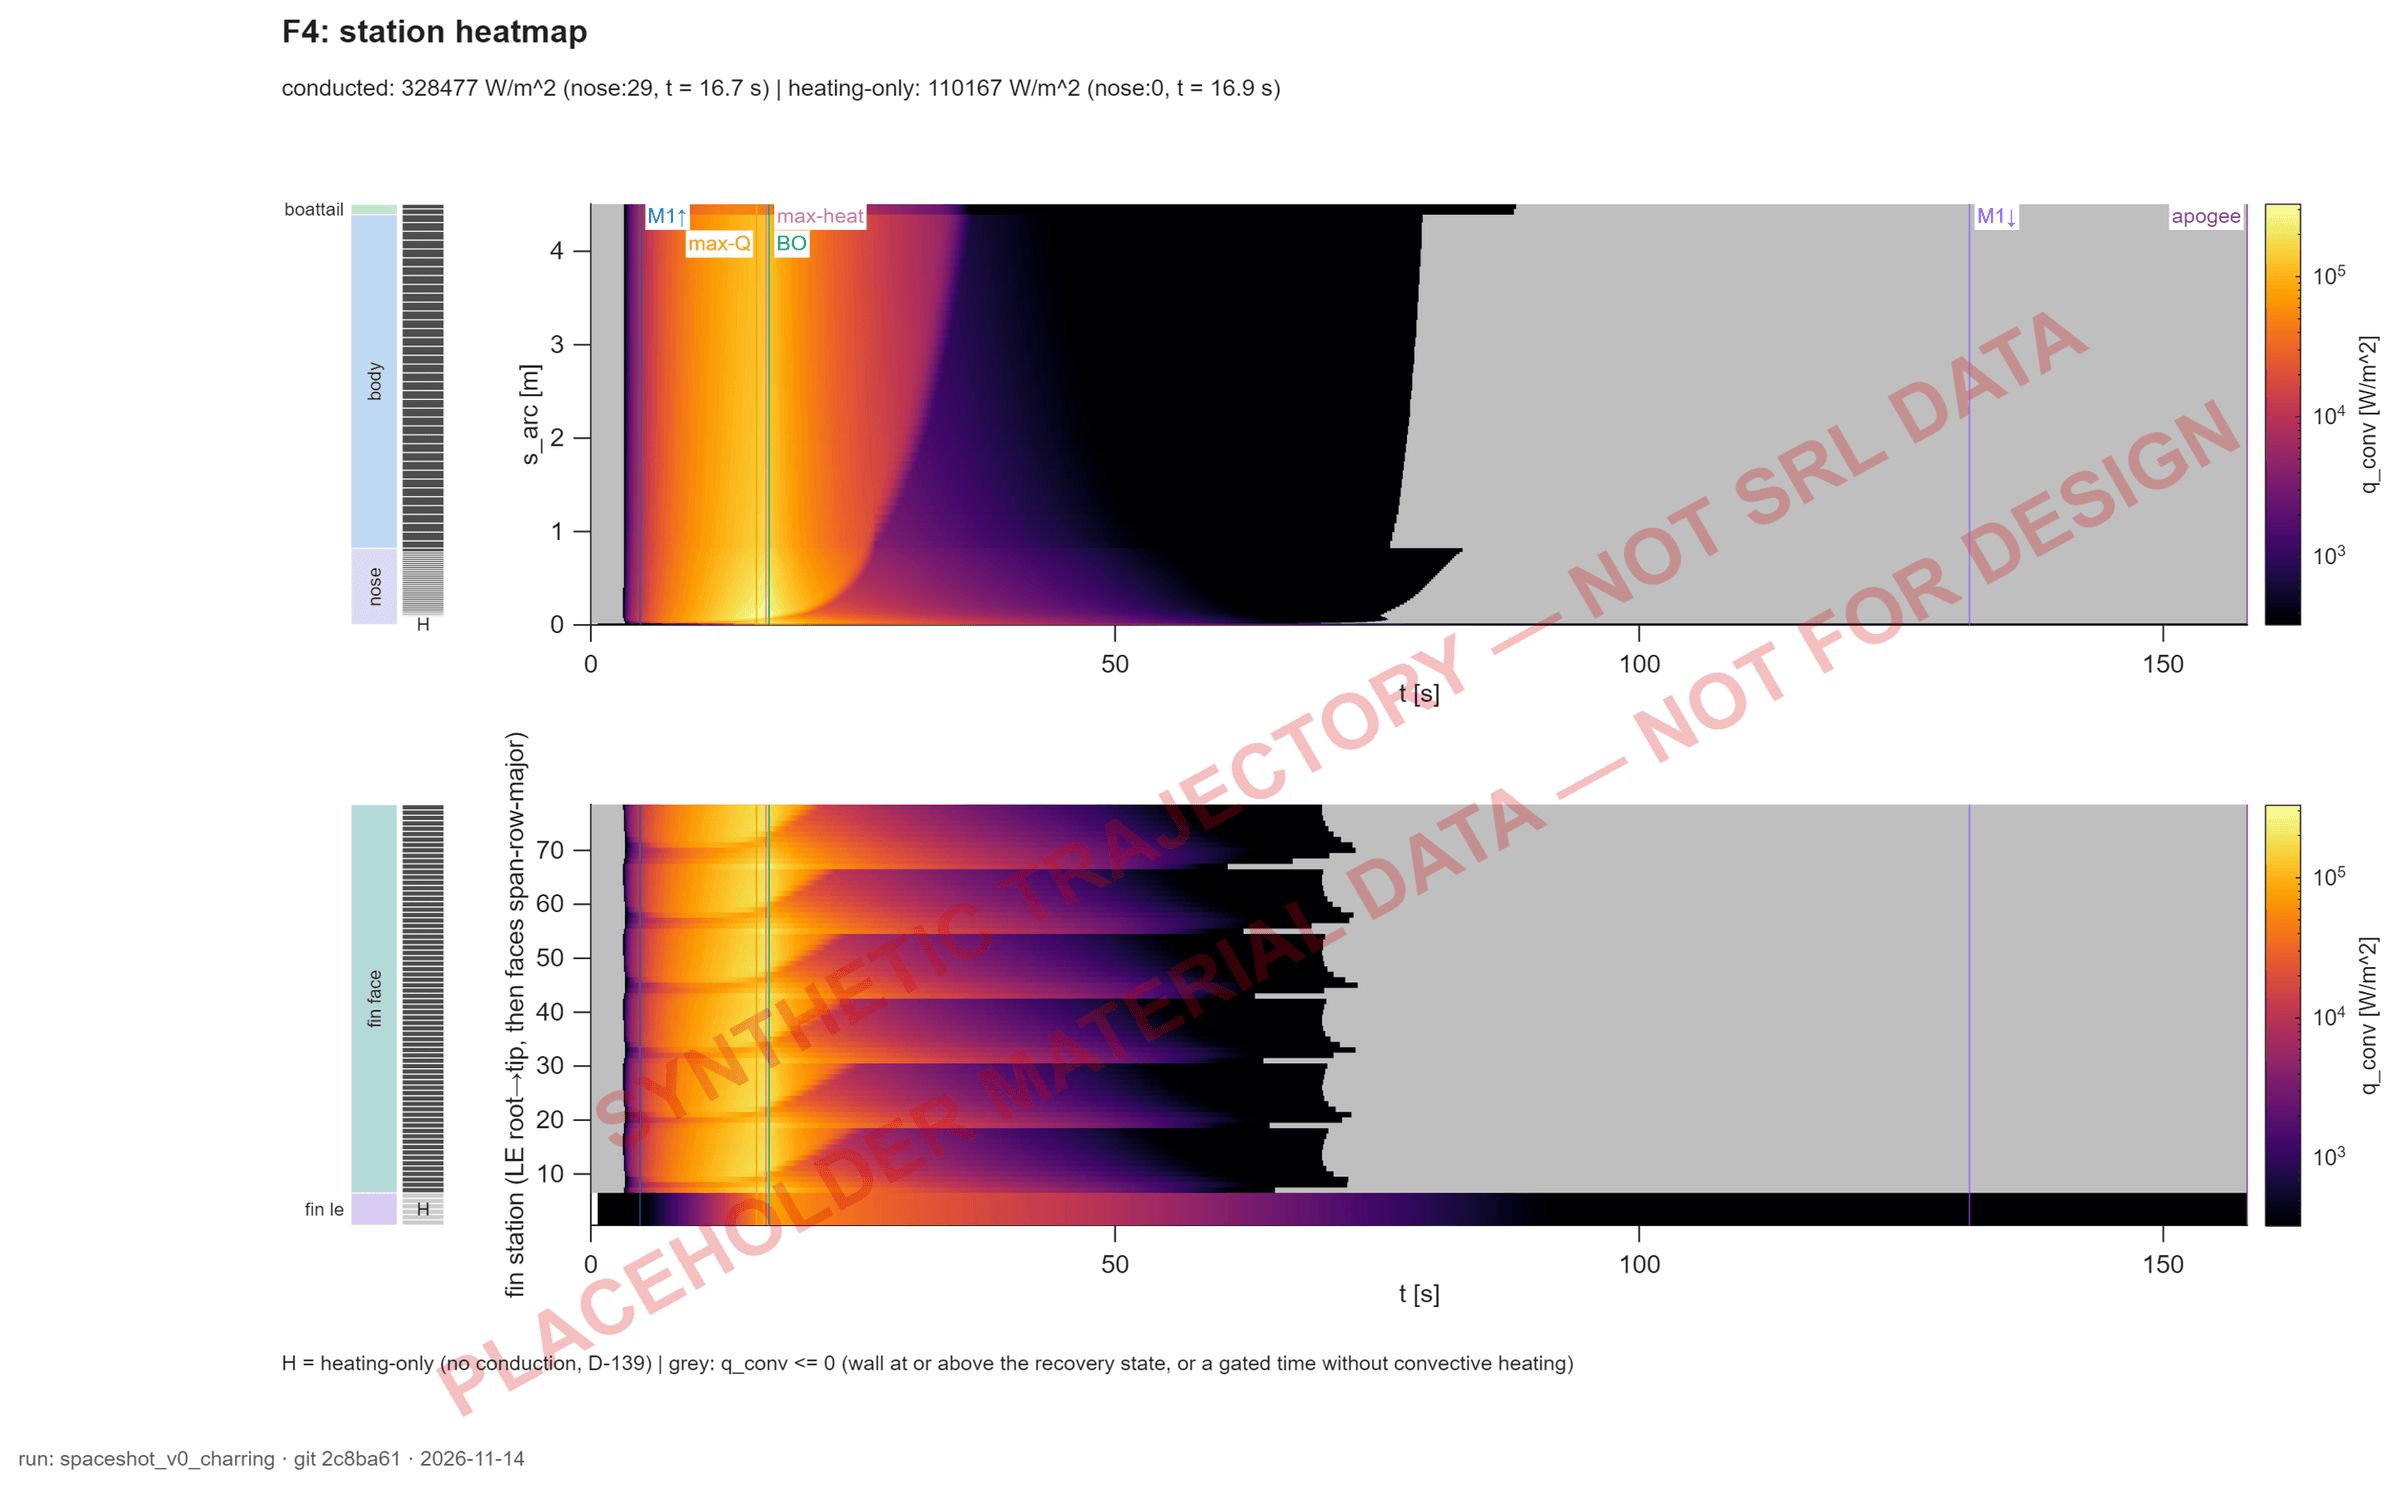 F4: station heatmap
conducted: 328477 W/m^2 (nose:29, t = 16.7 s) | heating-only: 110167 W/m^2 (nose:0, t = 16.9 s)
boattail
body
nose
H
s_arc [m]
4
3
2
1
0
M1↑
max-heat
max-Q
BO
M1↓
apogee
0
50
100
150
t [s]
10^5
10^4
10^3
q_conv [W/m^2]
fin face
fin le
H
fin station (LE root→tip, then faces span-row-major)
70
60
50
40
30
20
10
0
50
100
150
t [s]
10^5
10^4
10^3
q_conv [W/m^2]
SYNTHETIC TRAJECTORY — NOT SRL DATA
PLACEHOLDER MATERIAL DATA — NOT FOR DESIGN
H = heating-only (no conduction, D-139) | grey: q_conv <= 0 (wall at or above the recovery state, or a gated time without convective heating)
run: spaceshot_v0_charring · git 2c8ba61 · 2026-11-14